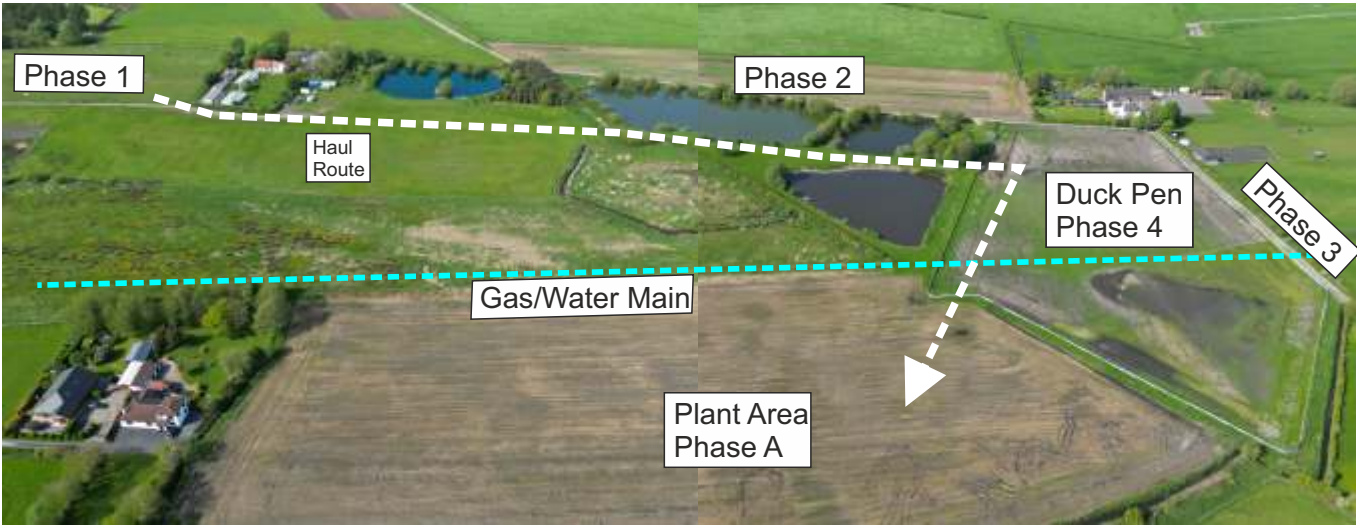 Phase 1
Phase 2
Haul
Route
Duck Pen
Phase 4
Phase 3
Gas/Water Main
Plant Area
Phase A